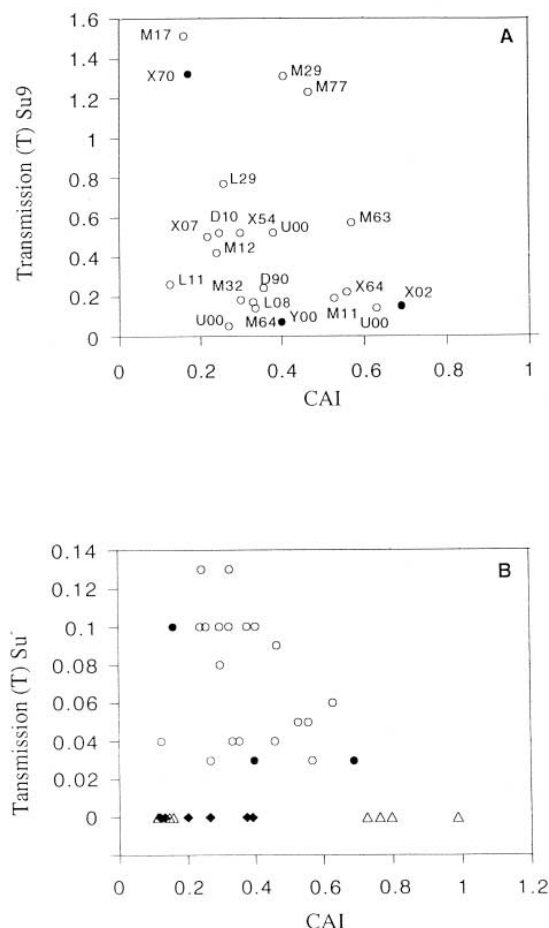 A
Transmission (T) Su9
1.6
1.4
1.2
1
0.8
0.6
0.4
0.2
0
M17
X70
M29
M77
L29
D10
X54
U00
M63
X07
M12
L11
M32
D90
L08
X64
X02
U00
M64
Y00
M11
U00
0 0.2 0.4 0.6 0.8 1
CAI
B
Tansmission (T) Su-
0.14
0.12
0.1
0.08
0.06
0.04
0.02
0
0 0.2 0.4 0.6 0.8 1 1.2
CAI